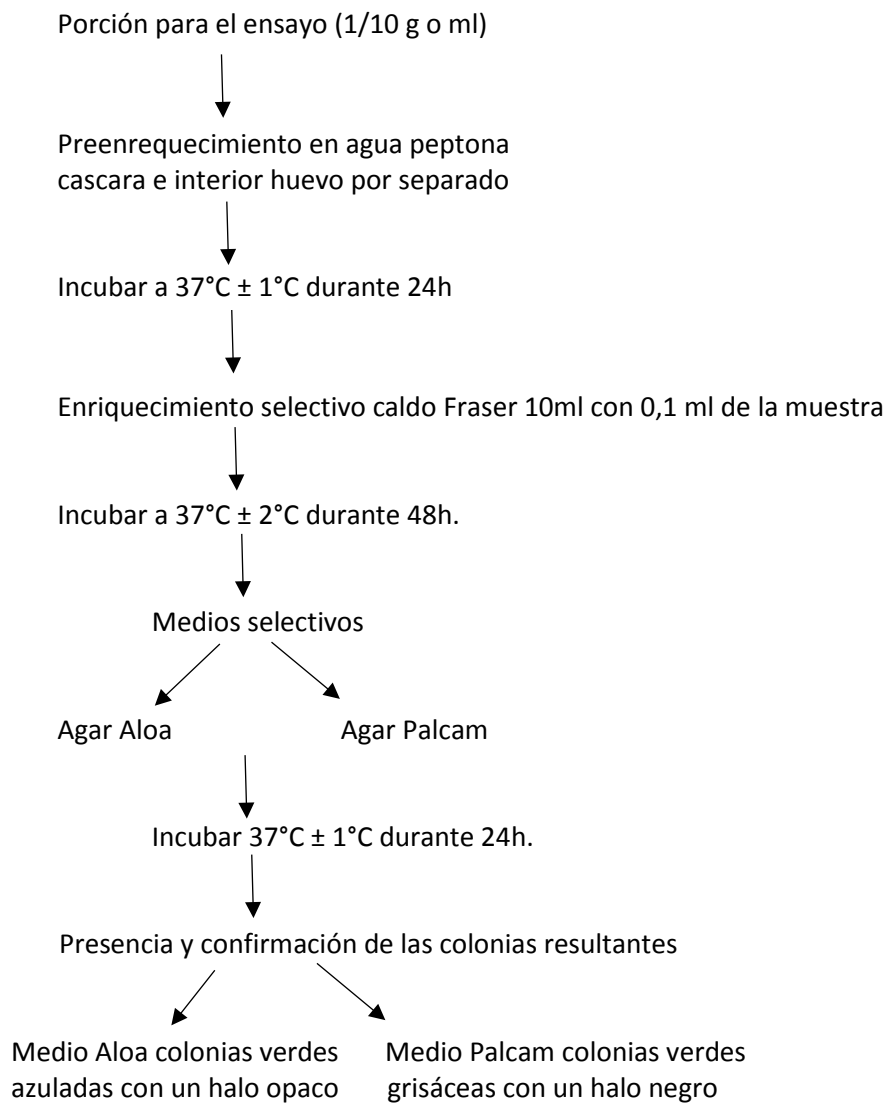 Porción para el ensayo (1/10 g o ml)
Preenrequecimiento en agua peptona
cascara e interior huevo por separado
Incubar a 37°C ± 1°C durante 24h
Enriquecimiento selectivo caldo Fraser 10ml con 0,1 ml de la muestra
Incubar a 37°C ± 2°C durante 48h.
Medios selectivos
Agar Aloa
Agar Palcam
Incubar 37°C ± 1°C durante 24h.
Presencia y confirmación de las colonias resultantes
Medio Aloa colonias verdes
azuladas con un halo opaco
Medio Palcam colonias verdes
grisáceas con un halo negro